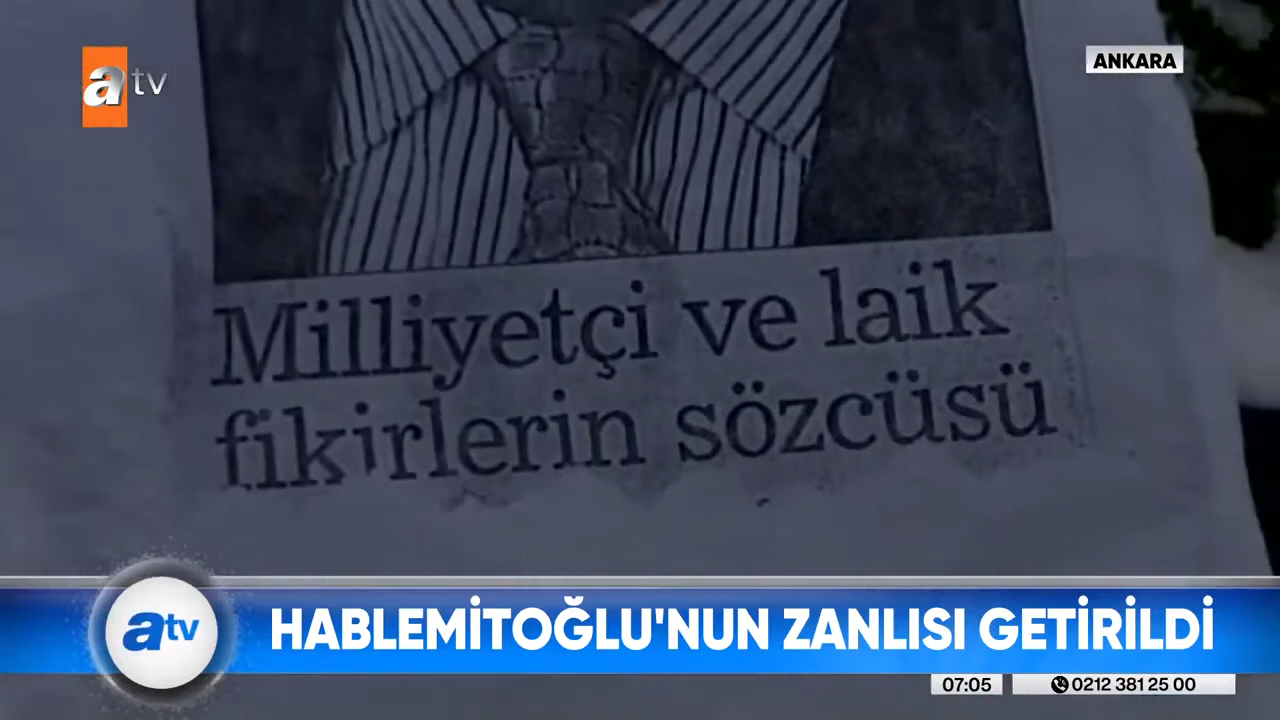 atv
ANKARA
Milliyetçi ve laik
fikirlerin sözcüsü
atv
HABLEMİTOĞLU'NUN ZANLISI GETİRİLDİ
07:05
0212 381 25 00